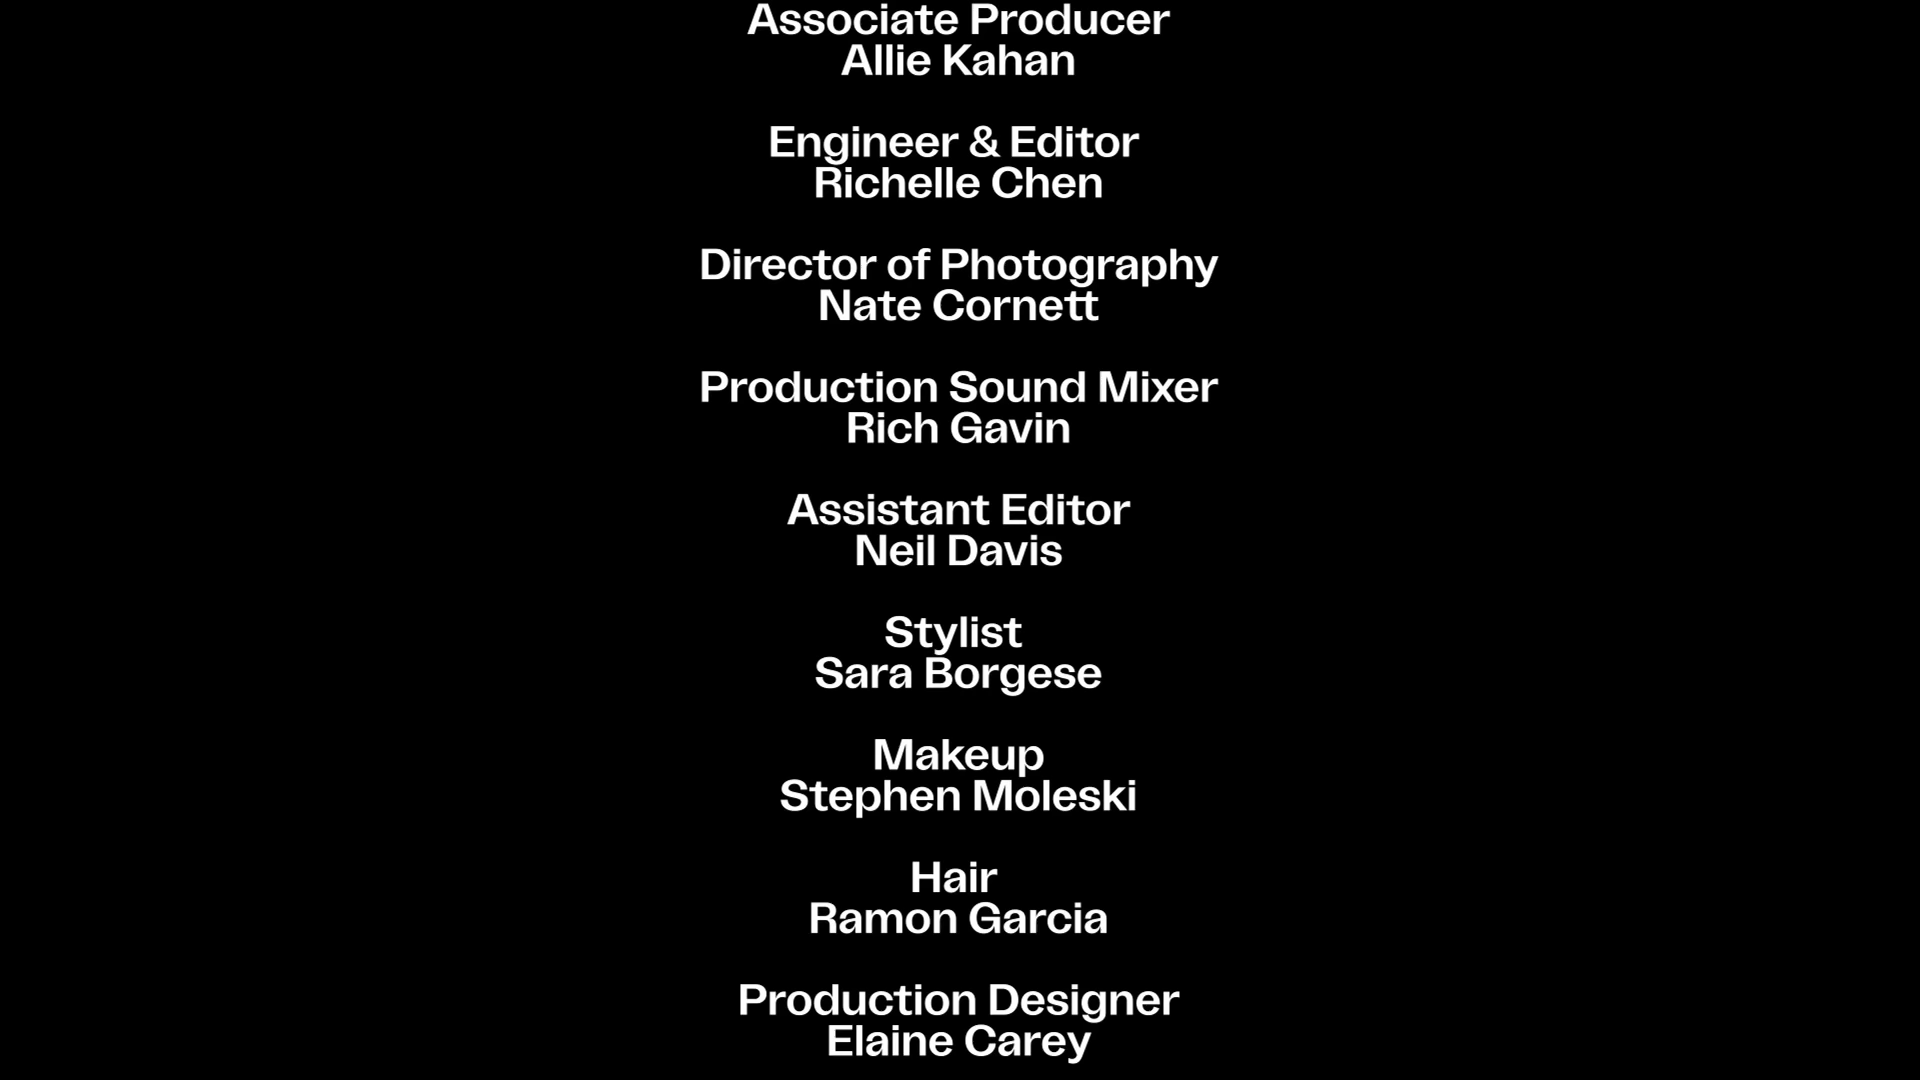 Associate Producer
Allie Kahan
Engineer & Editor
Richelle Chen
Director of Photography
Nate Cornett
Production Sound Mixer
Rich Gavin
Assistant Editor
Neil Davis
Stylist
Sara Borgese
Makeup
Stephen Moleski
Hair
Ramon Garcia
Production Designer
Elaine Carey